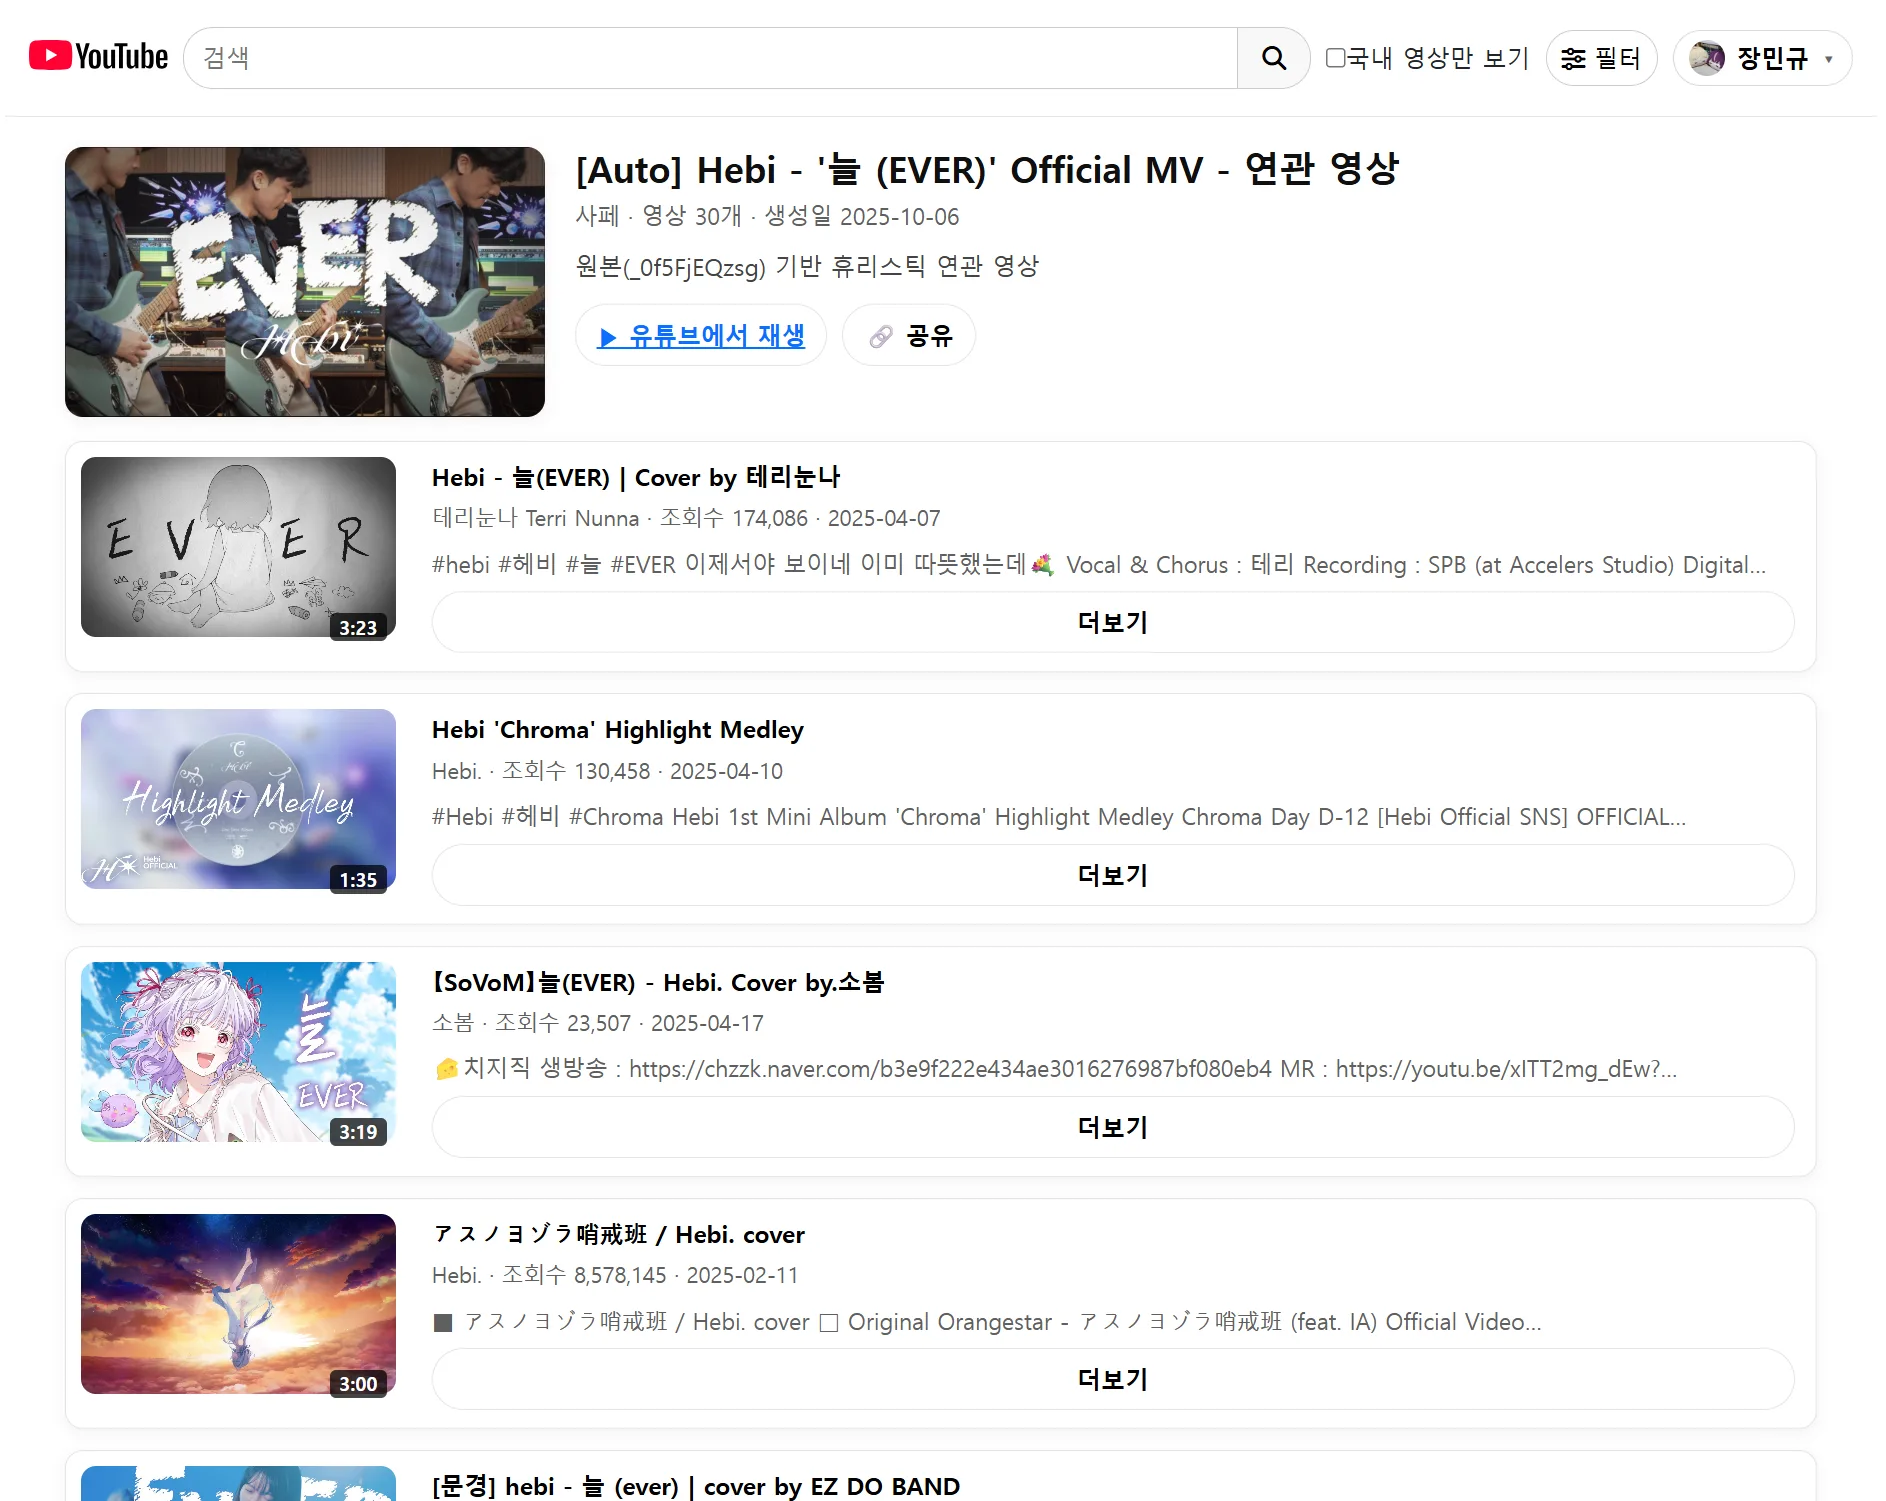 YouTube
검색
국내 영상만 보기
필터
장민규
EVER
Hebi
[Auto] Hebi - '늘 (EVER)' Official MV - 연관 영상
사페 · 영상 30개 · 생성일 2025-10-06
원본(_0f5FjEQzsg) 기반 휴리스틱 연관 영상
▶ 유튜브에서 재생
공유
EVER
3:23
Hebi - 늘(EVER) | Cover by 테리눈나
테리눈나 Terri Nunna · 조회수 174,086 · 2025-04-07
#hebi #헤비 #늘 #EVER 이제서야 보이네 이미 따뜻했는데💐 Vocal & Chorus : 테리 Recording : SPB (at Accelers Studio) Digital...
더보기
Highlight Medley
Hebi
OFFICIAL
1:35
Hebi 'Chroma' Highlight Medley
Hebi. · 조회수 130,458 · 2025-04-10
#Hebi #헤비 #Chroma Hebi 1st Mini Album 'Chroma' Highlight Medley Chroma Day D-12 [Hebi Official SNS] OFFICIAL...
더보기
늘
EVER
3:19
【SoVoM】늘(EVER) - Hebi. Cover by.소봄
소봄 · 조회수 23,507 · 2025-04-17
🧀치지직 생방송 : https://chzzk.naver.com/b3e9f222e434ae3016276987bf080eb4 MR : https://youtu.be/xITT2mg_dEw?...
더보기
3:00
アスノヨゾラ哨戒班 / Hebi. cover
Hebi. · 조회수 8,578,145 · 2025-02-11
■ アスノヨゾラ哨戒班 / Hebi. cover □ Original Orangestar - アスノヨゾラ哨戒班 (feat. IA) Official Video...
더보기
[문경] hebi - 늘 (ever) | cover by EZ DO BAND